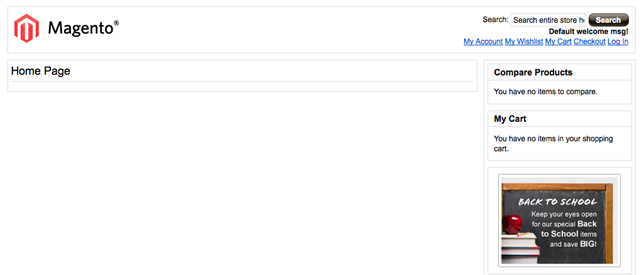 Magento®
Search: Search entire store h Search
Default welcome msg!
My Account My Wishlist My Cart Checkout Log In
Home Page
Compare Products
You have no items to compare.
My Cart
You have no items in your shopping
cart.
BACK TO SCHOOL
Keep your eyes open
for our special Back
to School items
and save BIG!